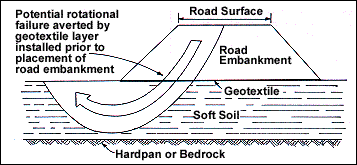 Potential rotational
failure averted by
geotextile layer
installed prior to
placement of
road embankment
Road Surface
Road
Embankment
Geotextile
Soft Soil
Hardpan or Bedrock